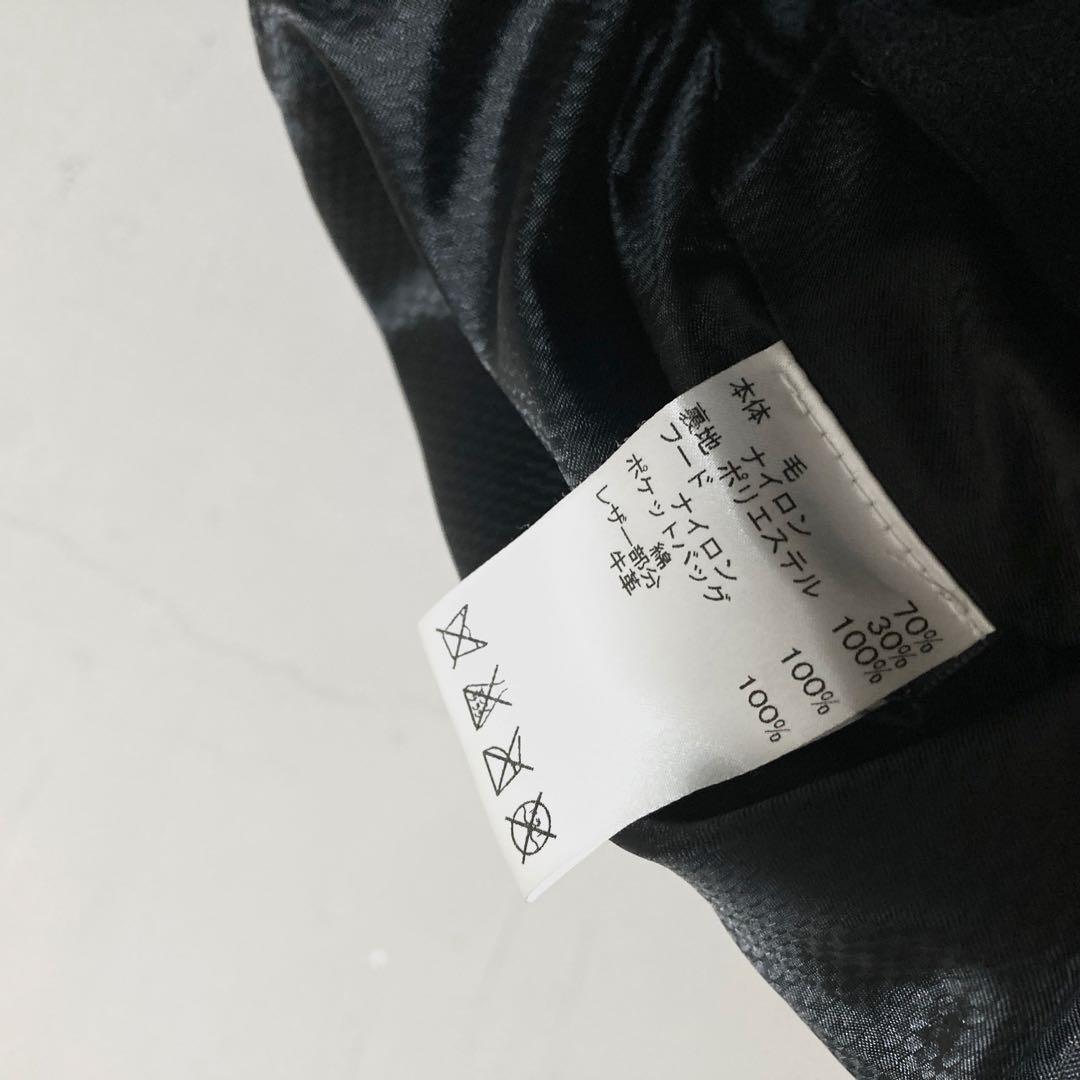 本体 毛 70%
ナイロン 30%
裏地 ポリエステル 100%
フード ナイロン 100%
ポケットバッグ
綿 100%
レザー部分
牛革